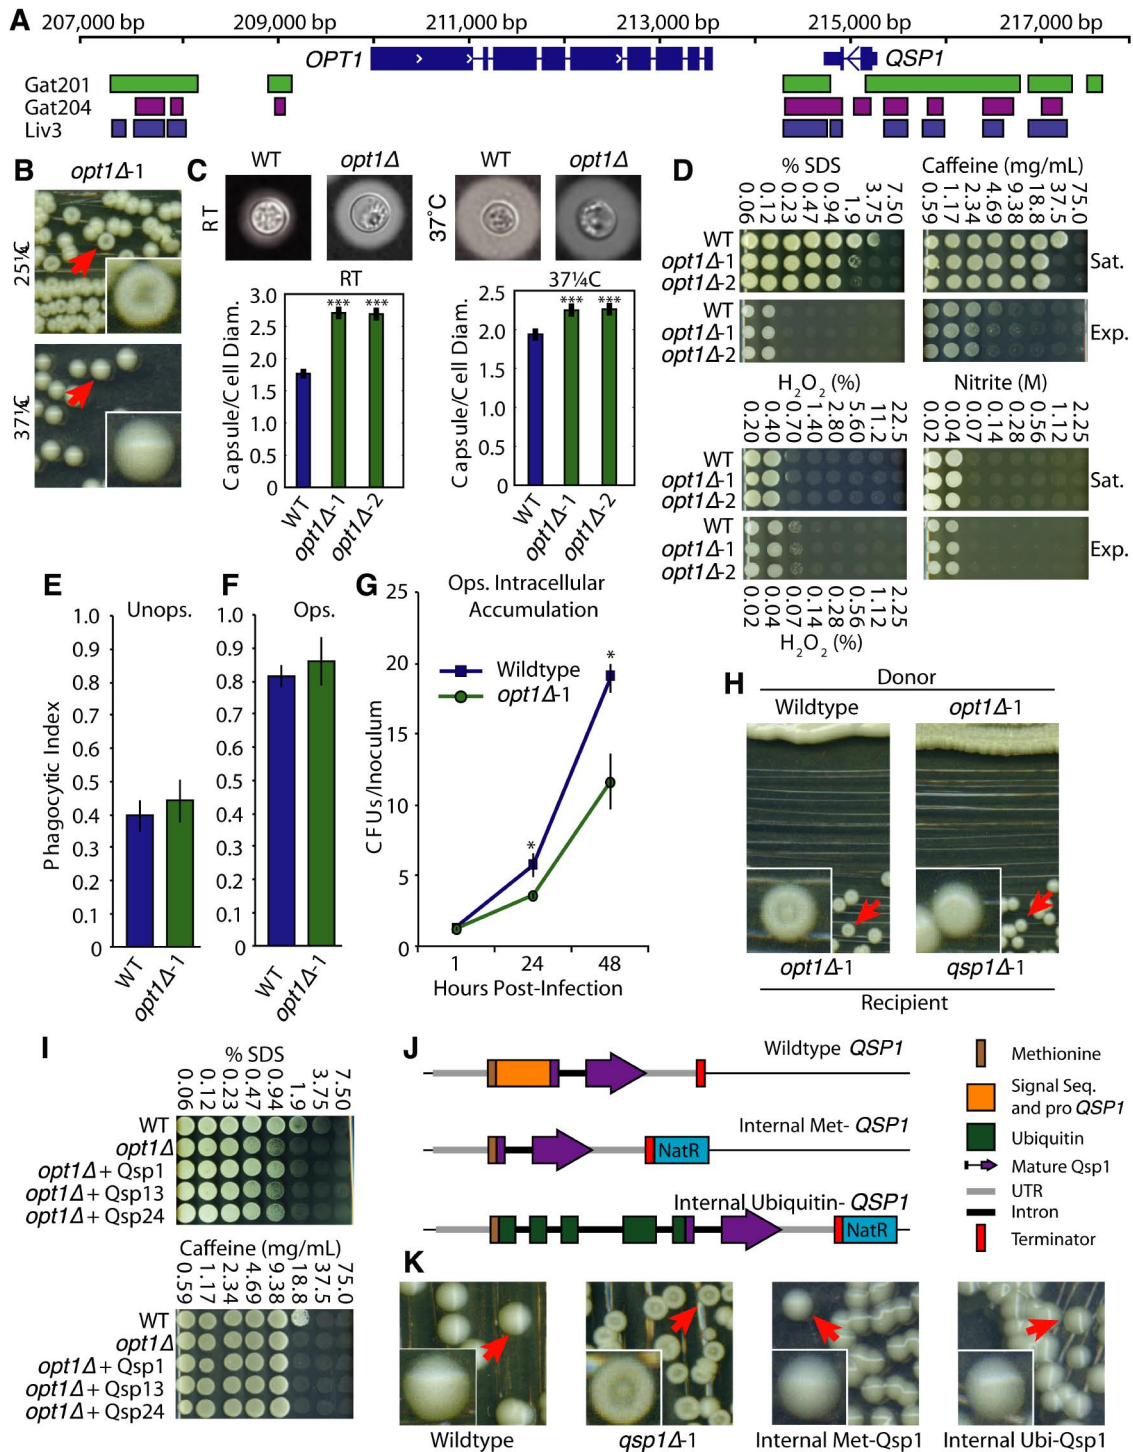 A
207,000 bp 209,000 bp 211,000 bp 213,000 bp 215,000 bp 217,000 bp
OPT1 QSP1
Gat201
Gat204
Liv3
B opt1Δ-1
25¼C
37¼C
C WT opt1Δ WT opt1Δ
RT
37˚C
RT
Capsule/Cell Diam.
3.0
2.5
2.0
1.5
1.0
0.5
0
*** ***
WT opt1Δ-1 opt1Δ-2
37¼C
Capsule/Cell Diam.
2.5
2.0
1.5
1.0
0.5
0
*** ***
WT opt1Δ-1 opt1Δ-2
D % SDS Caffeine (mg/mL)
0.06 0.12 0.23 0.47 0.94 1.9 3.75 7.50
0.59 1.17 2.34 4.69 9.38 18.8 37.5 75.0
WT
opt1Δ-1
opt1Δ-2
Sat.
WT
opt1Δ-1
opt1Δ-2
Exp.
H2O2 (%) Nitrite (M)
0.20 0.40 0.70 1.40 2.80 5.60 11.2 22.5
0.02 0.04 0.07 0.14 0.28 0.56 1.12 2.25
WT
opt1Δ-1
opt1Δ-2
Sat.
WT
opt1Δ-1
opt1Δ-2
Exp.
0.02 0.04 0.07 0.14 0.28 0.56 1.12 2.25
H2O2 (%)
E Unops.
Phagocytic Index
1.0
0.9
0.8
0.7
0.6
0.5
0.4
0.3
0.2
0.1
0
WT opt1Δ-1
F Ops.
1.0
0.9
0.8
0.7
0.6
0.5
0.4
0.3
0.2
0.1
0
WT opt1Δ-1
G Ops. Intracellular
Accumulation
CFUs/Inoculum
25
20
15
10
5
0
Wildtype
opt1Δ-1
*
*
1 24 48
Hours Post-Infection
H Donor
Wildtype opt1Δ-1
opt1Δ-1 qsp1Δ-1
Recipient
I % SDS
0.06 0.12 0.23 0.47 0.94 1.9 3.75 7.50
WT
opt1Δ
opt1Δ + Qsp1
opt1Δ + Qsp13
opt1Δ + Qsp24
Caffeine (mg/mL)
0.59 1.17 2.34 4.69 9.38 18.8 37.5 75.0
WT
opt1Δ
opt1Δ + Qsp1
opt1Δ + Qsp13
opt1Δ + Qsp24
J Wildtype QSP1
Internal Met- QSP1
NatR
Internal Ubiquitin- QSP1
NatR
Methionine
Signal Seq.
and pro QSP1
Ubiquitin
Mature Qsp1
UTR
Intron
Terminator
K
Wildtype qsp1Δ-1 Internal Met-Qsp1 Internal Ubi-Qsp1